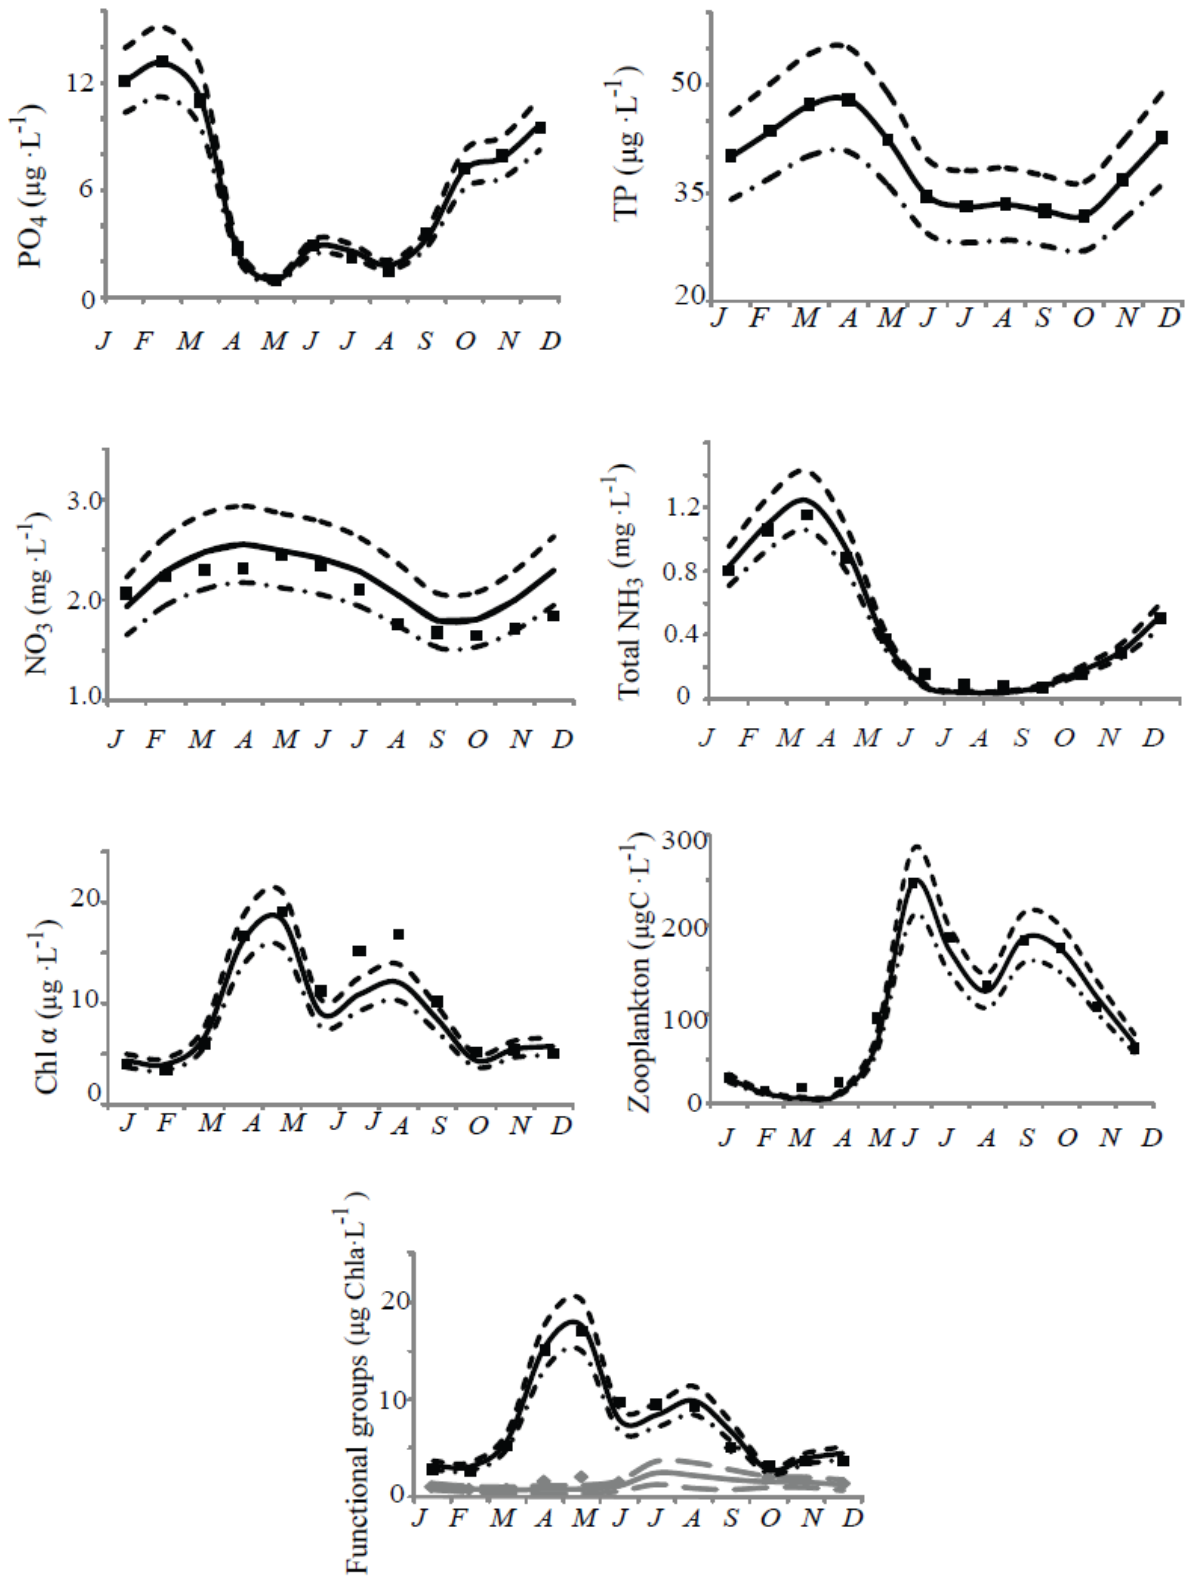 PO4 (µg ·L-1)
12
6
0
J F M A M J J A S O N D
TP (µg ·L-1)
50
35
20
J F M A M J J A S O N D
NO3 (mg ·L-1)
3.0
2.0
1.0
J F M A M J J A S O N D
Total NH3 (mg ·L-1)
1.2
0.8
0.4
0
J F M A M J J A S O N D
Chl α (µg ·L-1)
20
10
0
J F M A M J J A S O N D
Zooplankton (µgC ·L-1)
300
200
100
0
J F M A M J J A S O N D
Functional groups (µg Chla·L-1)
20
10
0
J F M A M J J A S O N D